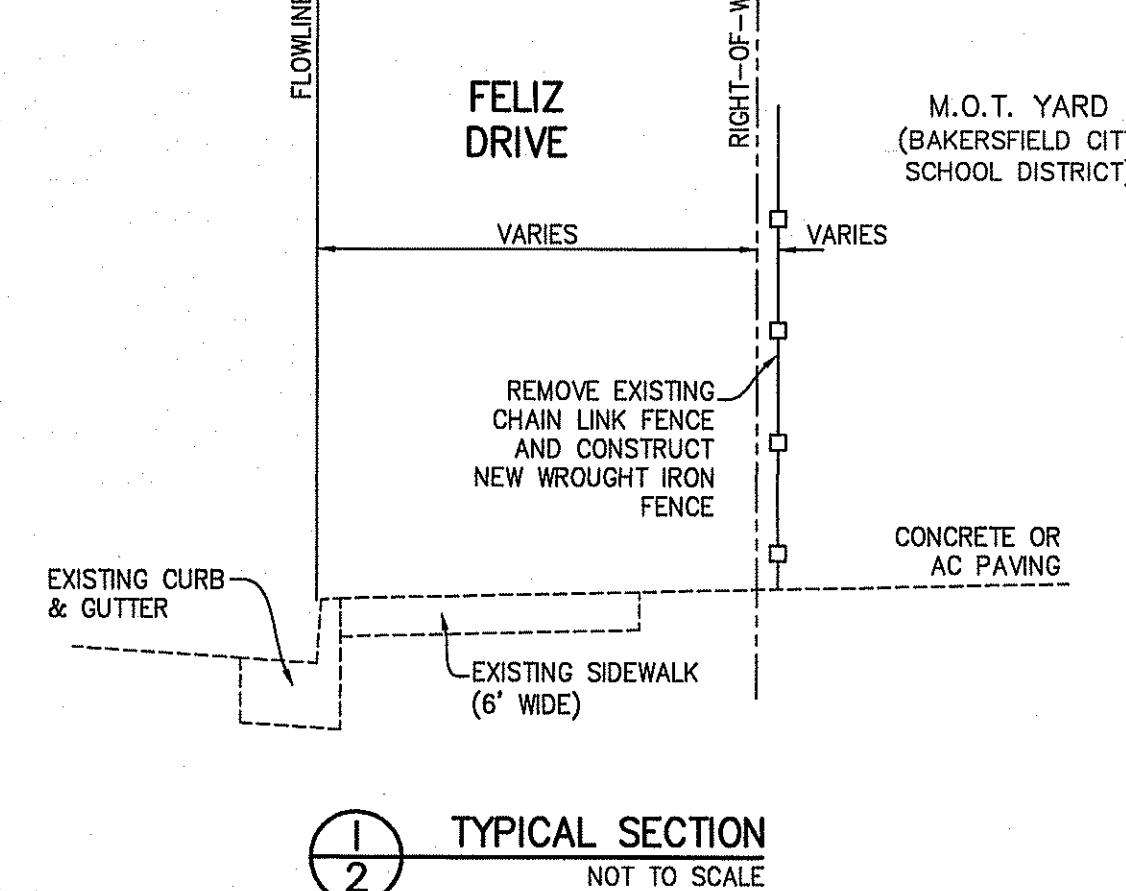 FLOWLINE
FELIZ
DRIVE
RIGHT-OF-W
M.O.T. YARD
(BAKERSFIELD CIT
SCHOOL DISTRICT)
VARIES
VARIES
REMOVE EXISTING
CHAIN LINK FENCE
AND CONSTRUCT
NEW WROUGHT IRON
FENCE
CONCRETE OR
AC PAVING
EXISTING CURB
& GUTTER
EXISTING SIDEWALK
(6' WIDE)
1
2
TYPICAL SECTION
NOT TO SCALE